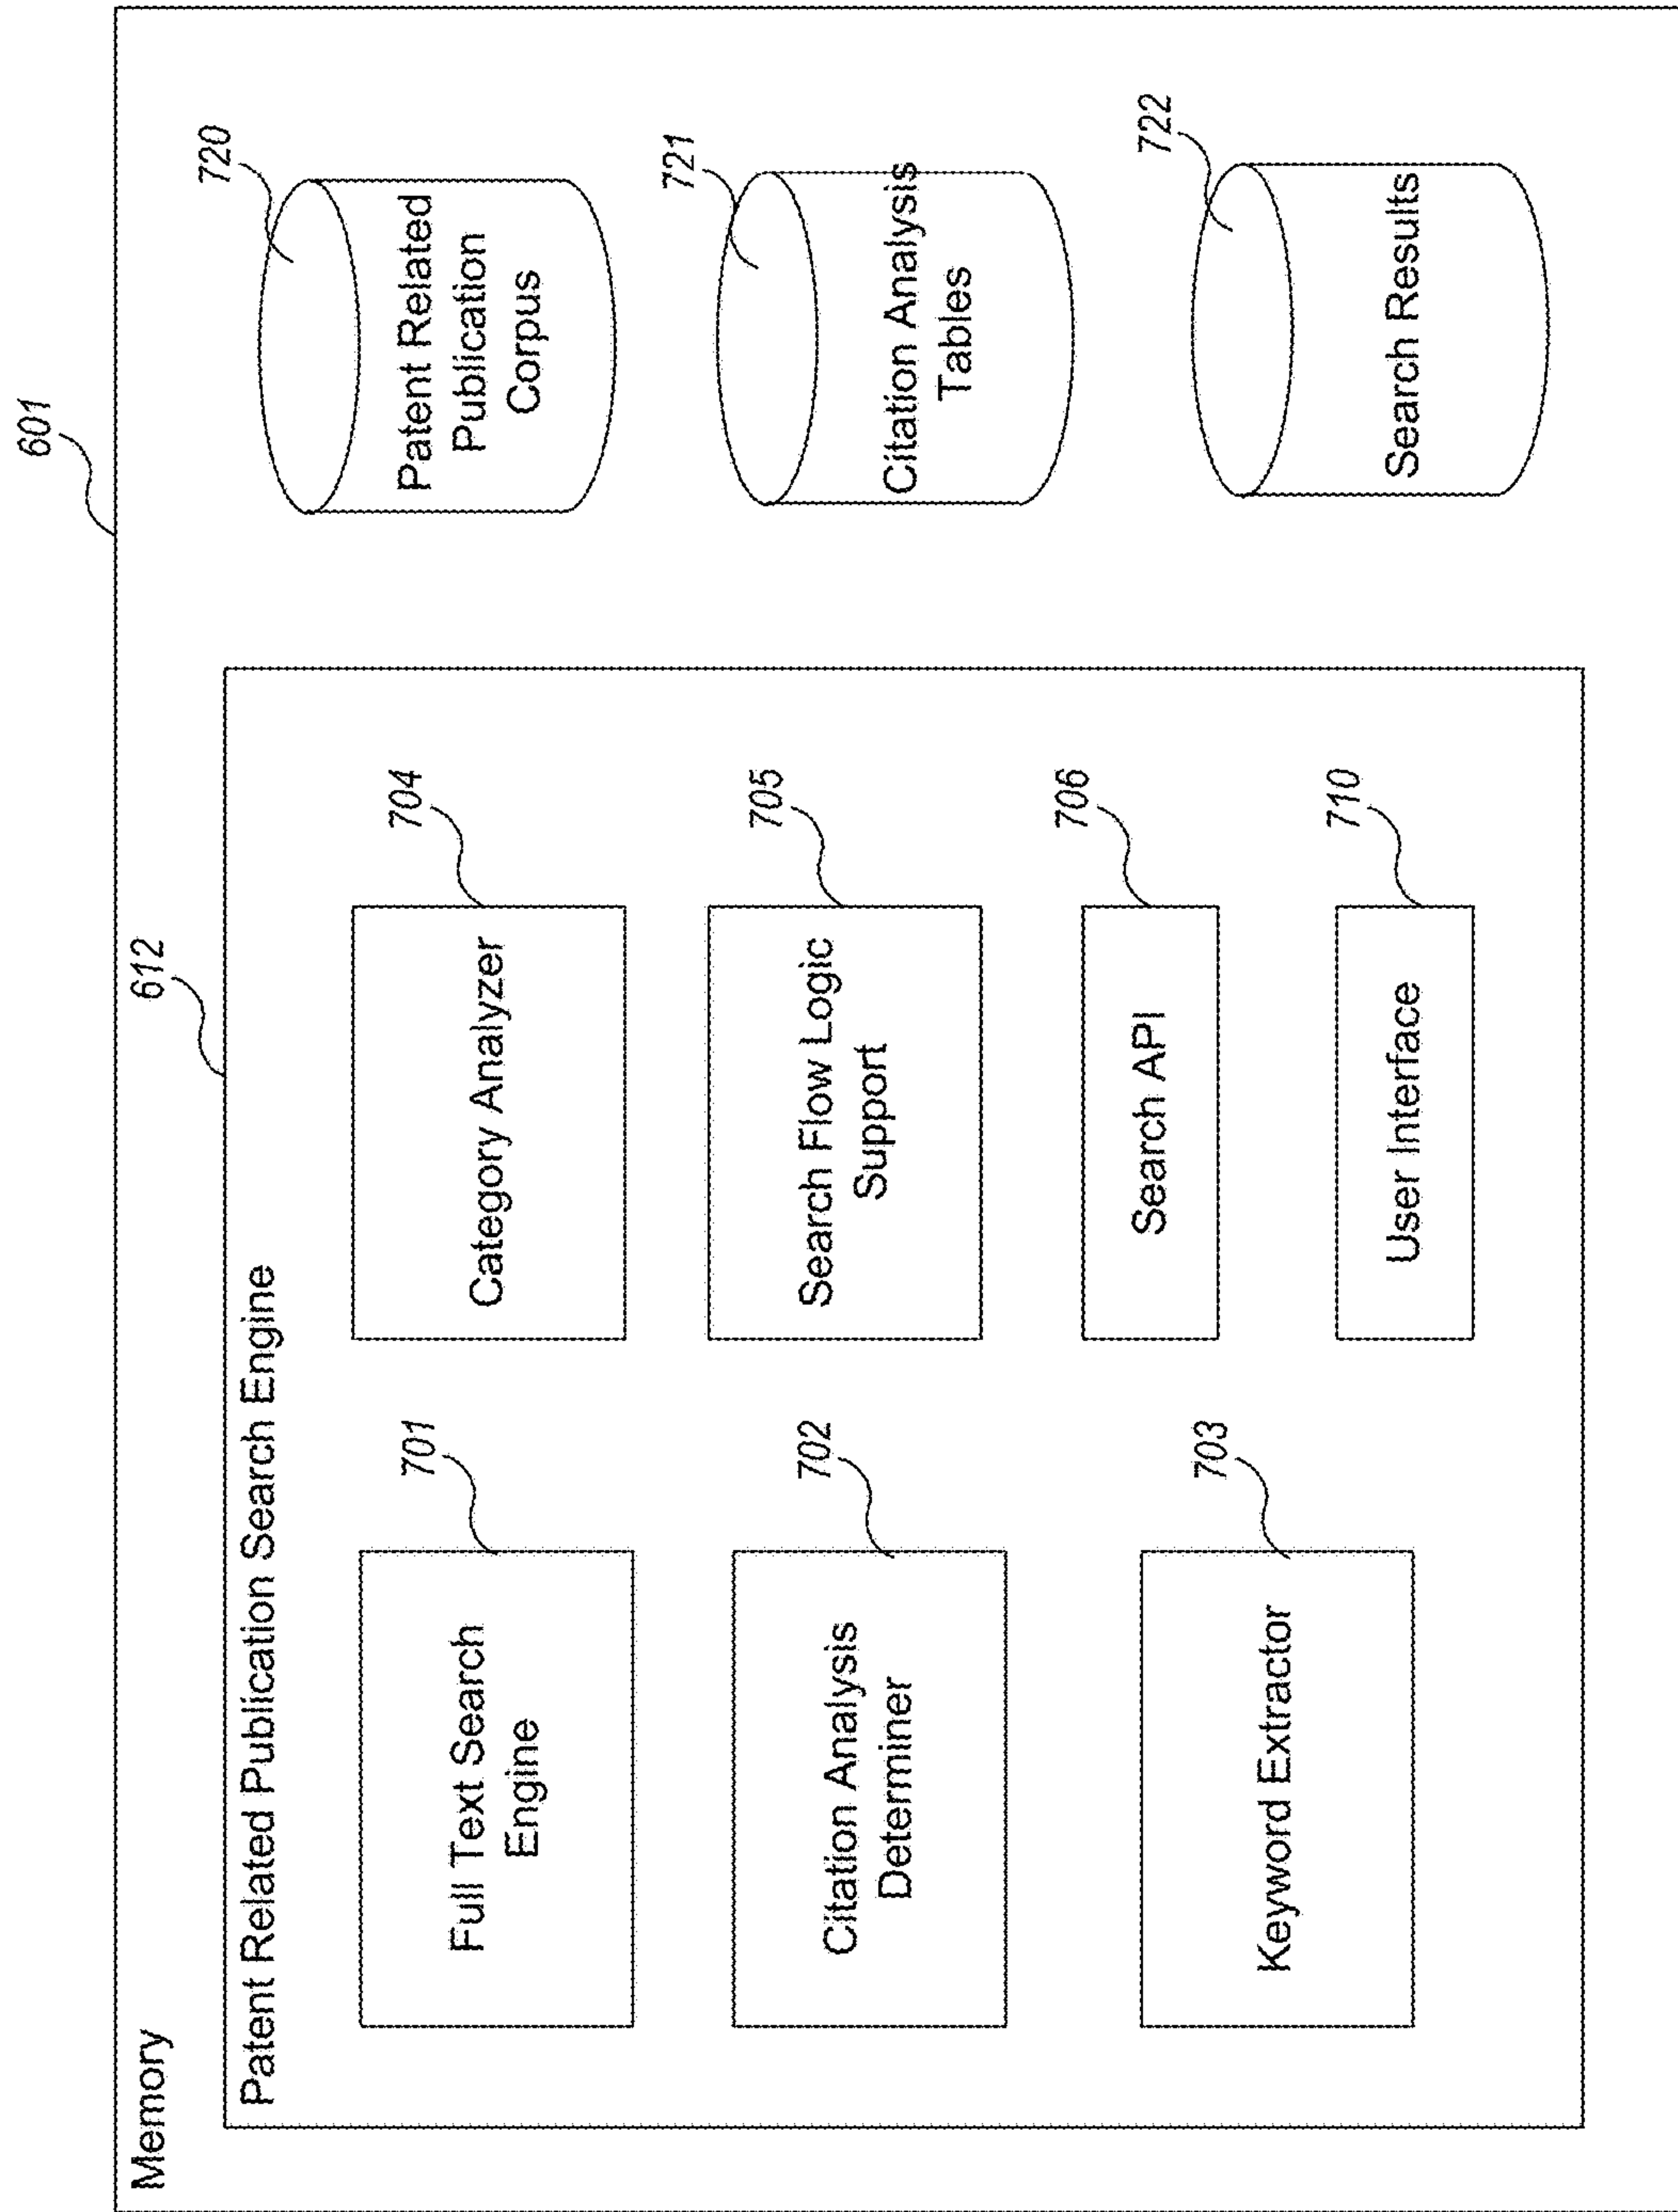 601
Memory
612
Patent Related Publication Search Engine
701
Full Text Search
Engine
702
Citation Analysis
Determiner
703
Keyword Extractor
704
Category Analyzer
705
Search Flow Logic
Support
706
Search API
710
User Interface
720
Patent Related
Publication
Corpus
721
Citation Analysis
Tables
722
Search Results